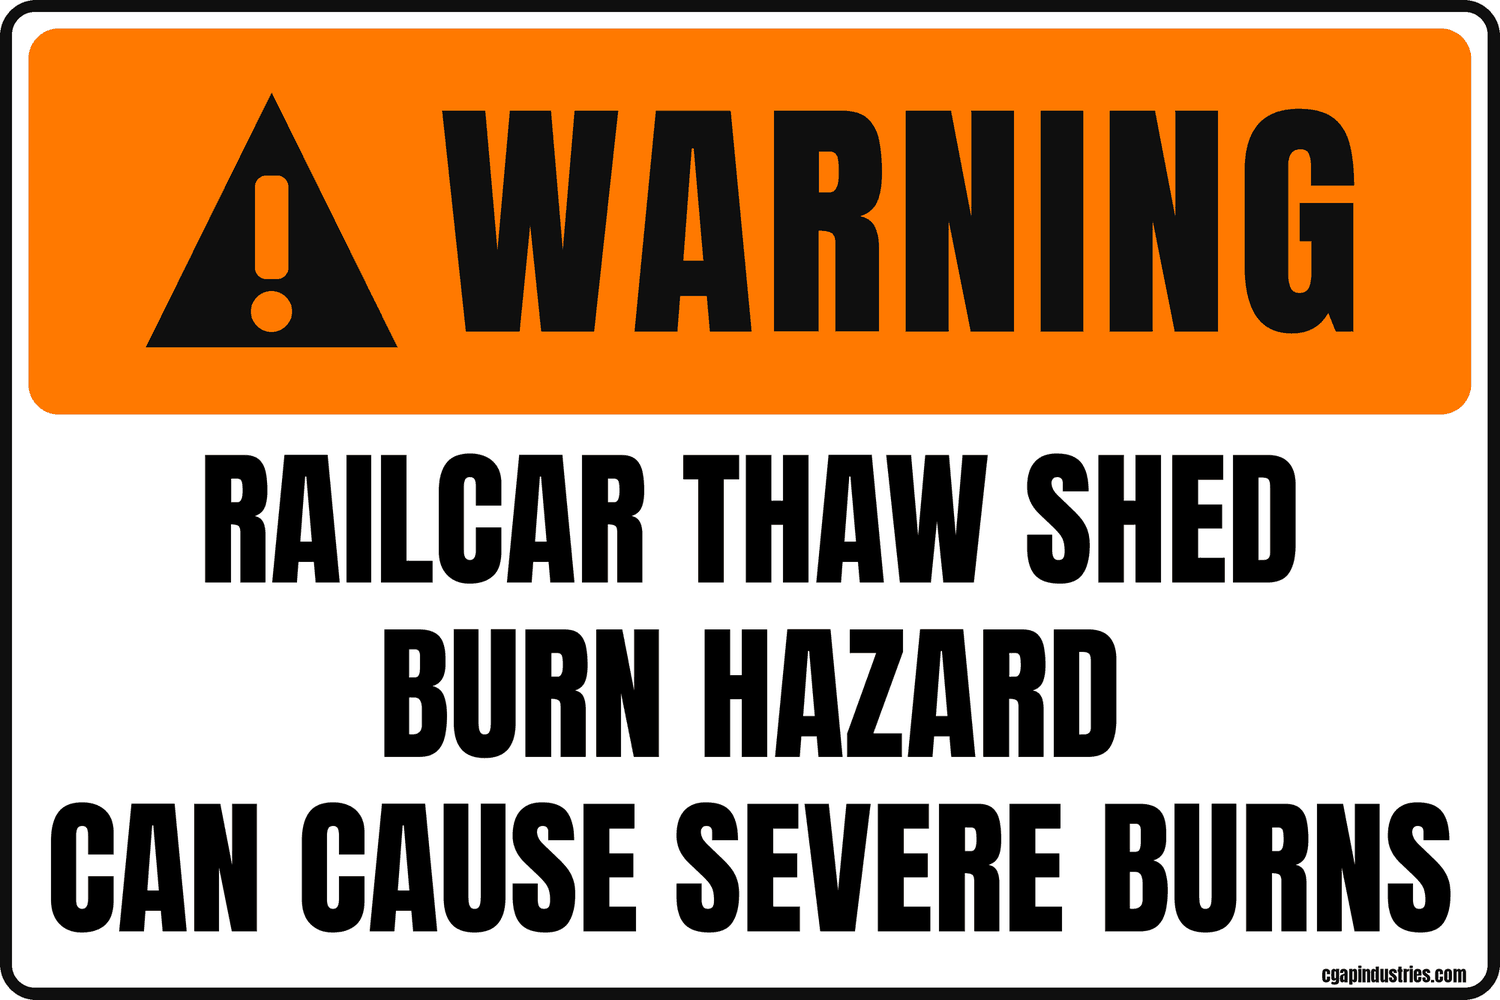 WARNING
RAILCAR THAW SHED
BURN HAZARD
CAN CAUSE SEVERE BURNS
cgapindustries.com